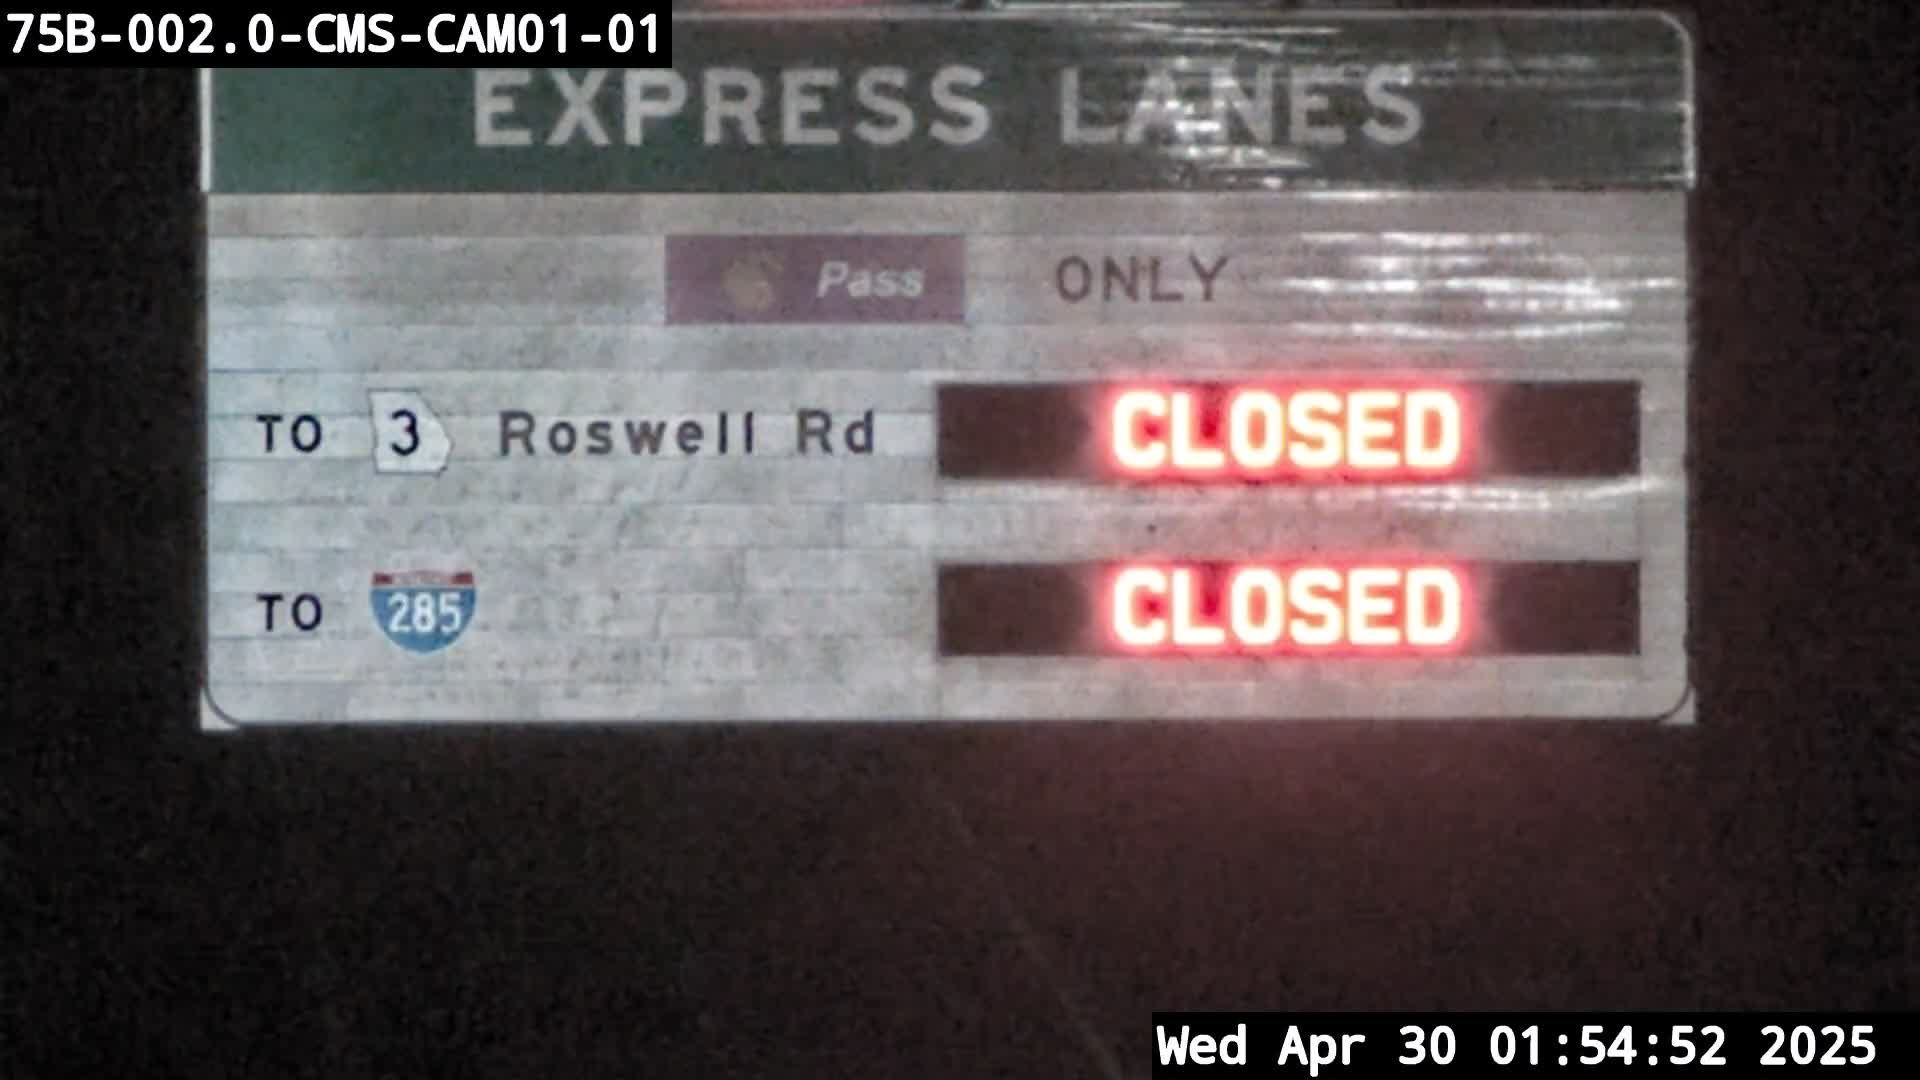 75B-002.0-CMS-CAM01-01
EXPRESS LANES
Pass ONLY
TO 3 Roswell Rd CLOSED
TO 285 CLOSED
Wed Apr 30 01:54:52 2025